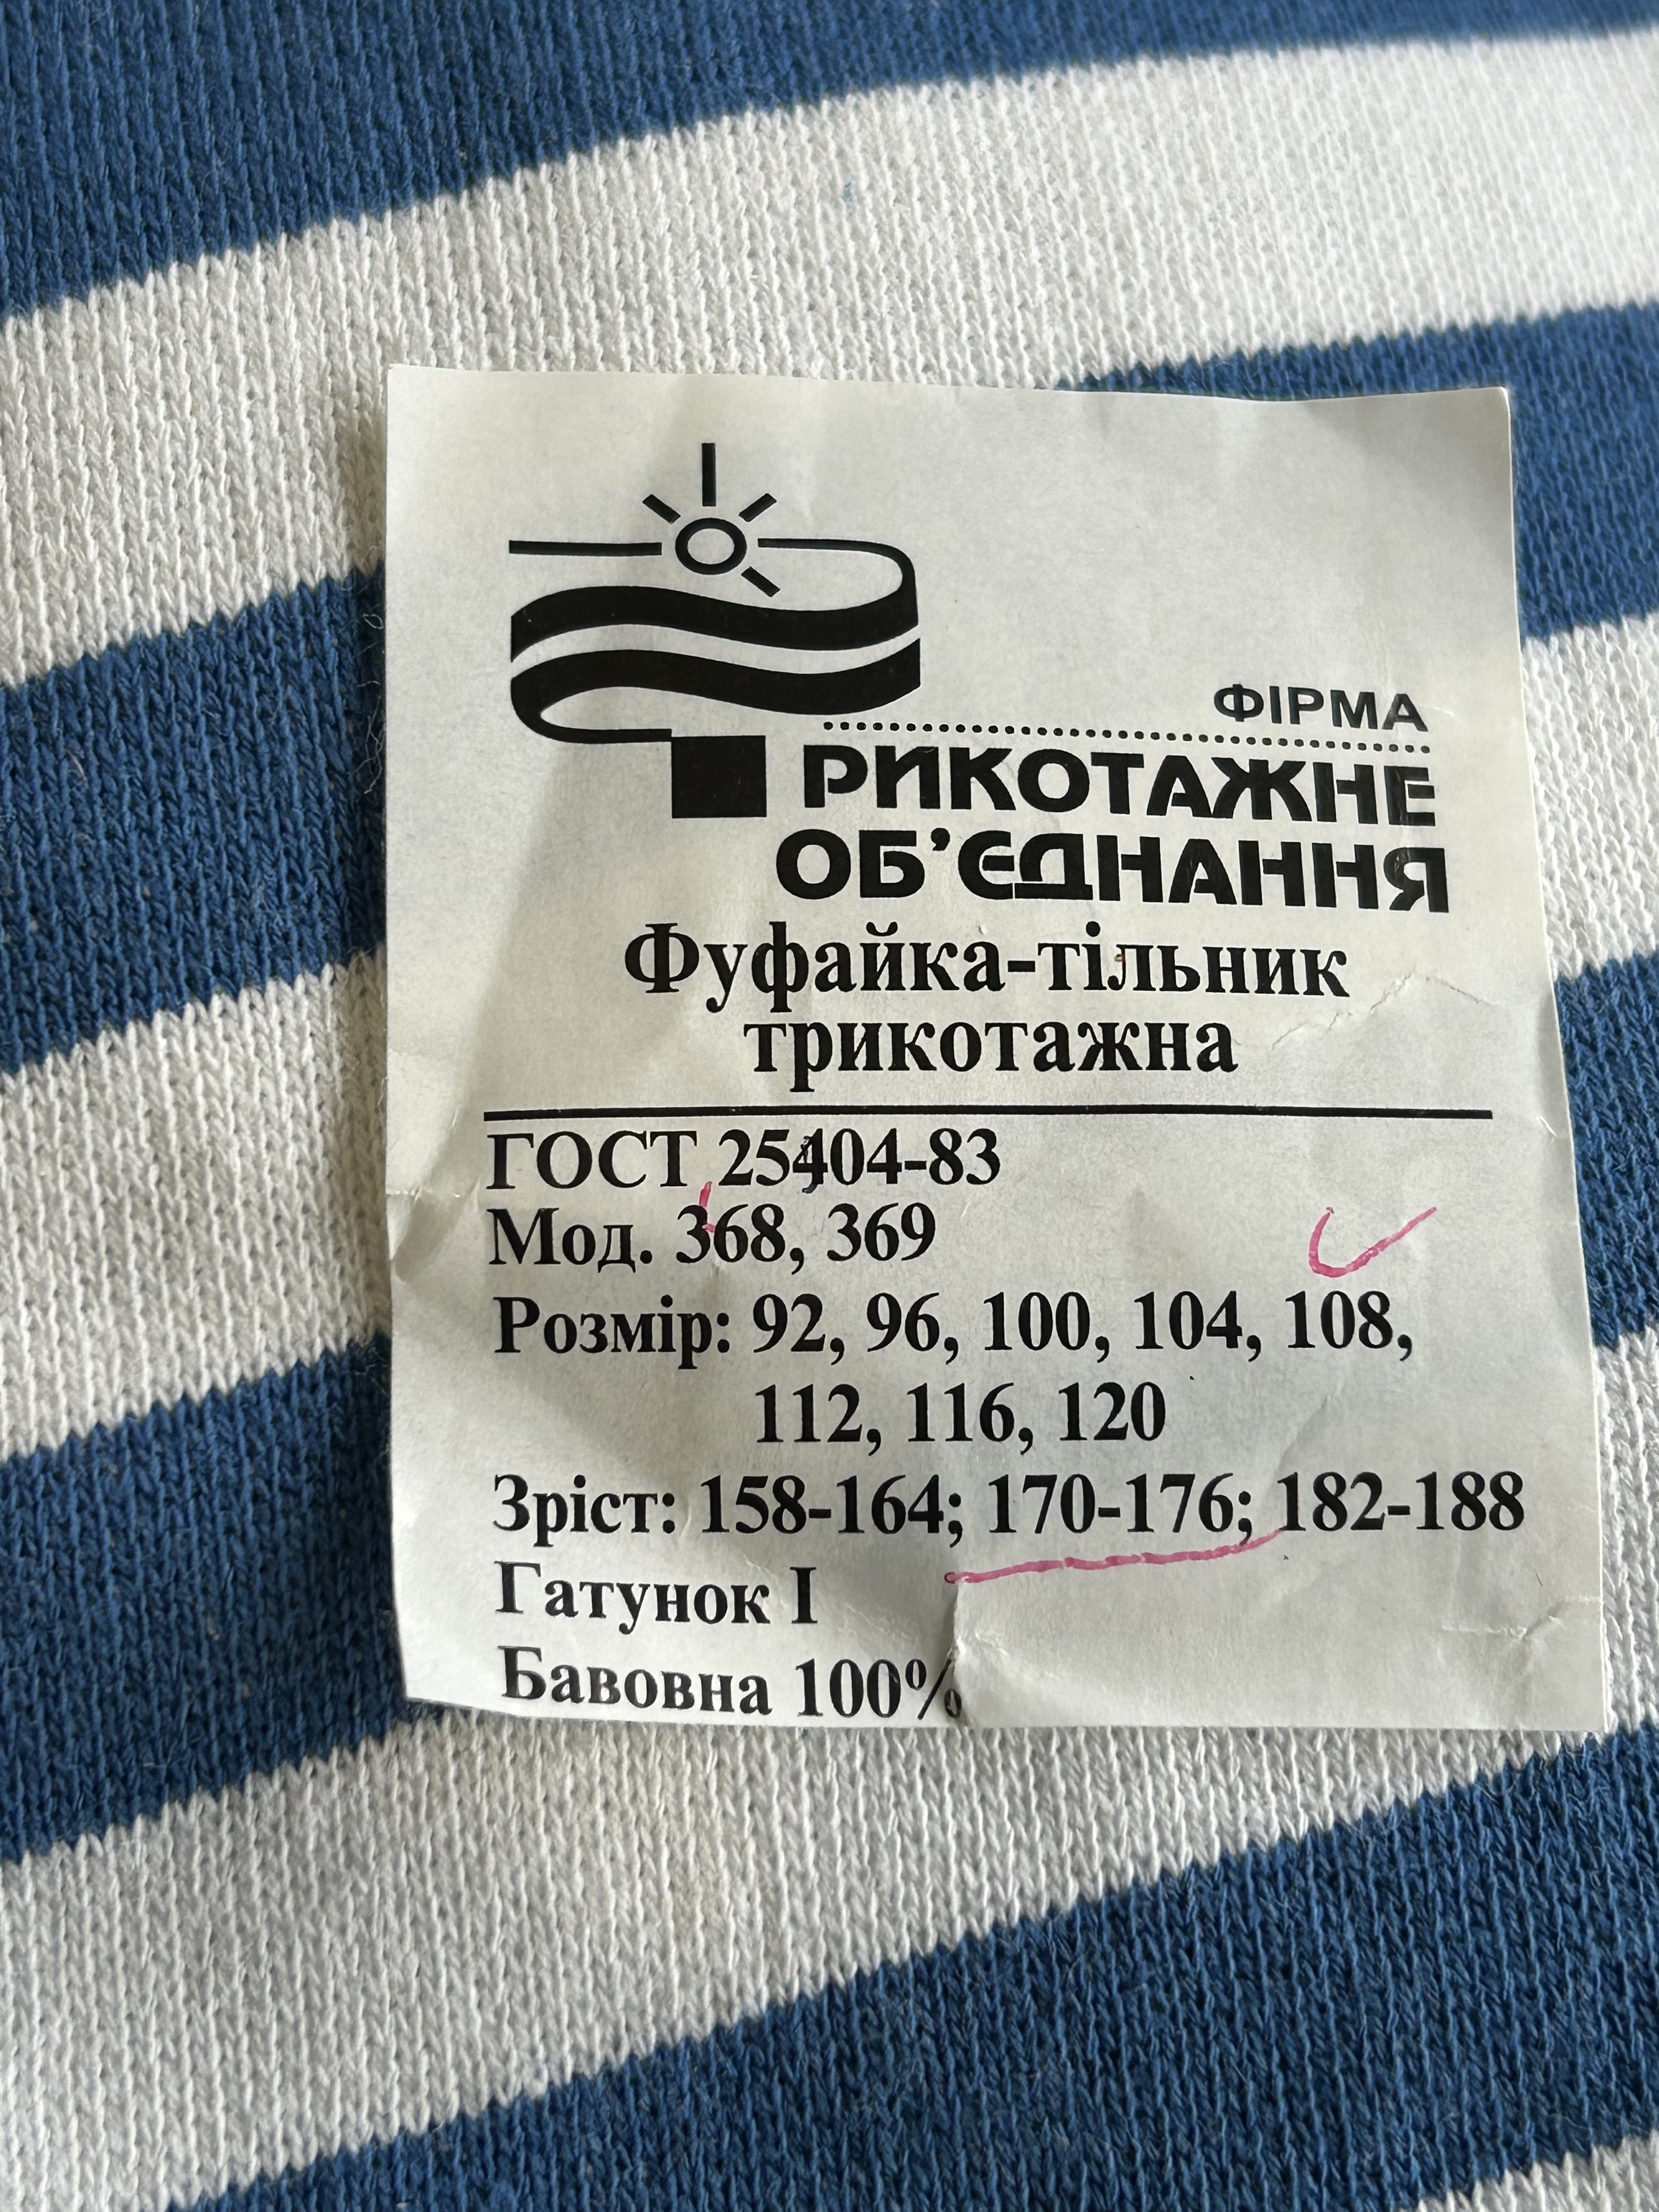 ФІРМА
ТРИКОТАЖНЕ
ОБ’ЄДНАННЯ
Фуфайка-тільник
трикотажна
ГОСТ 25404-83
Мод. 368, 369
Розмір: 92, 96, 100, 104, 108,
112, 116, 120
Зріст: 158-164; 170-176; 182-188
Гатунок I
Бавовна 100%